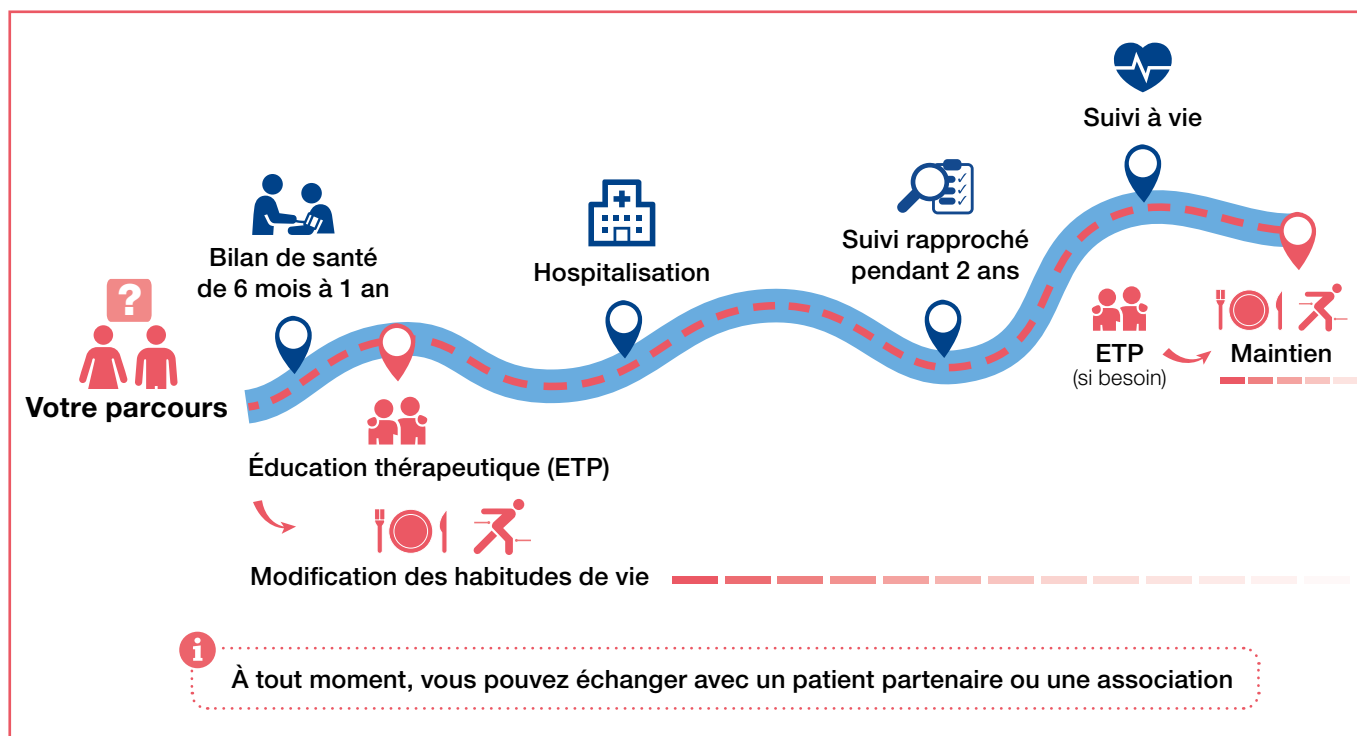 Votre parcours
?
Bilan de santé
de 6 mois à 1 an
Éducation thérapeutique (ETP)
Modification des habitudes de vie
Hospitalisation
Suivi rapproché
pendant 2 ans
Suivi à vie
ETP
(si besoin)
Maintien
i
À tout moment, vous pouvez échanger avec un patient partenaire ou une association